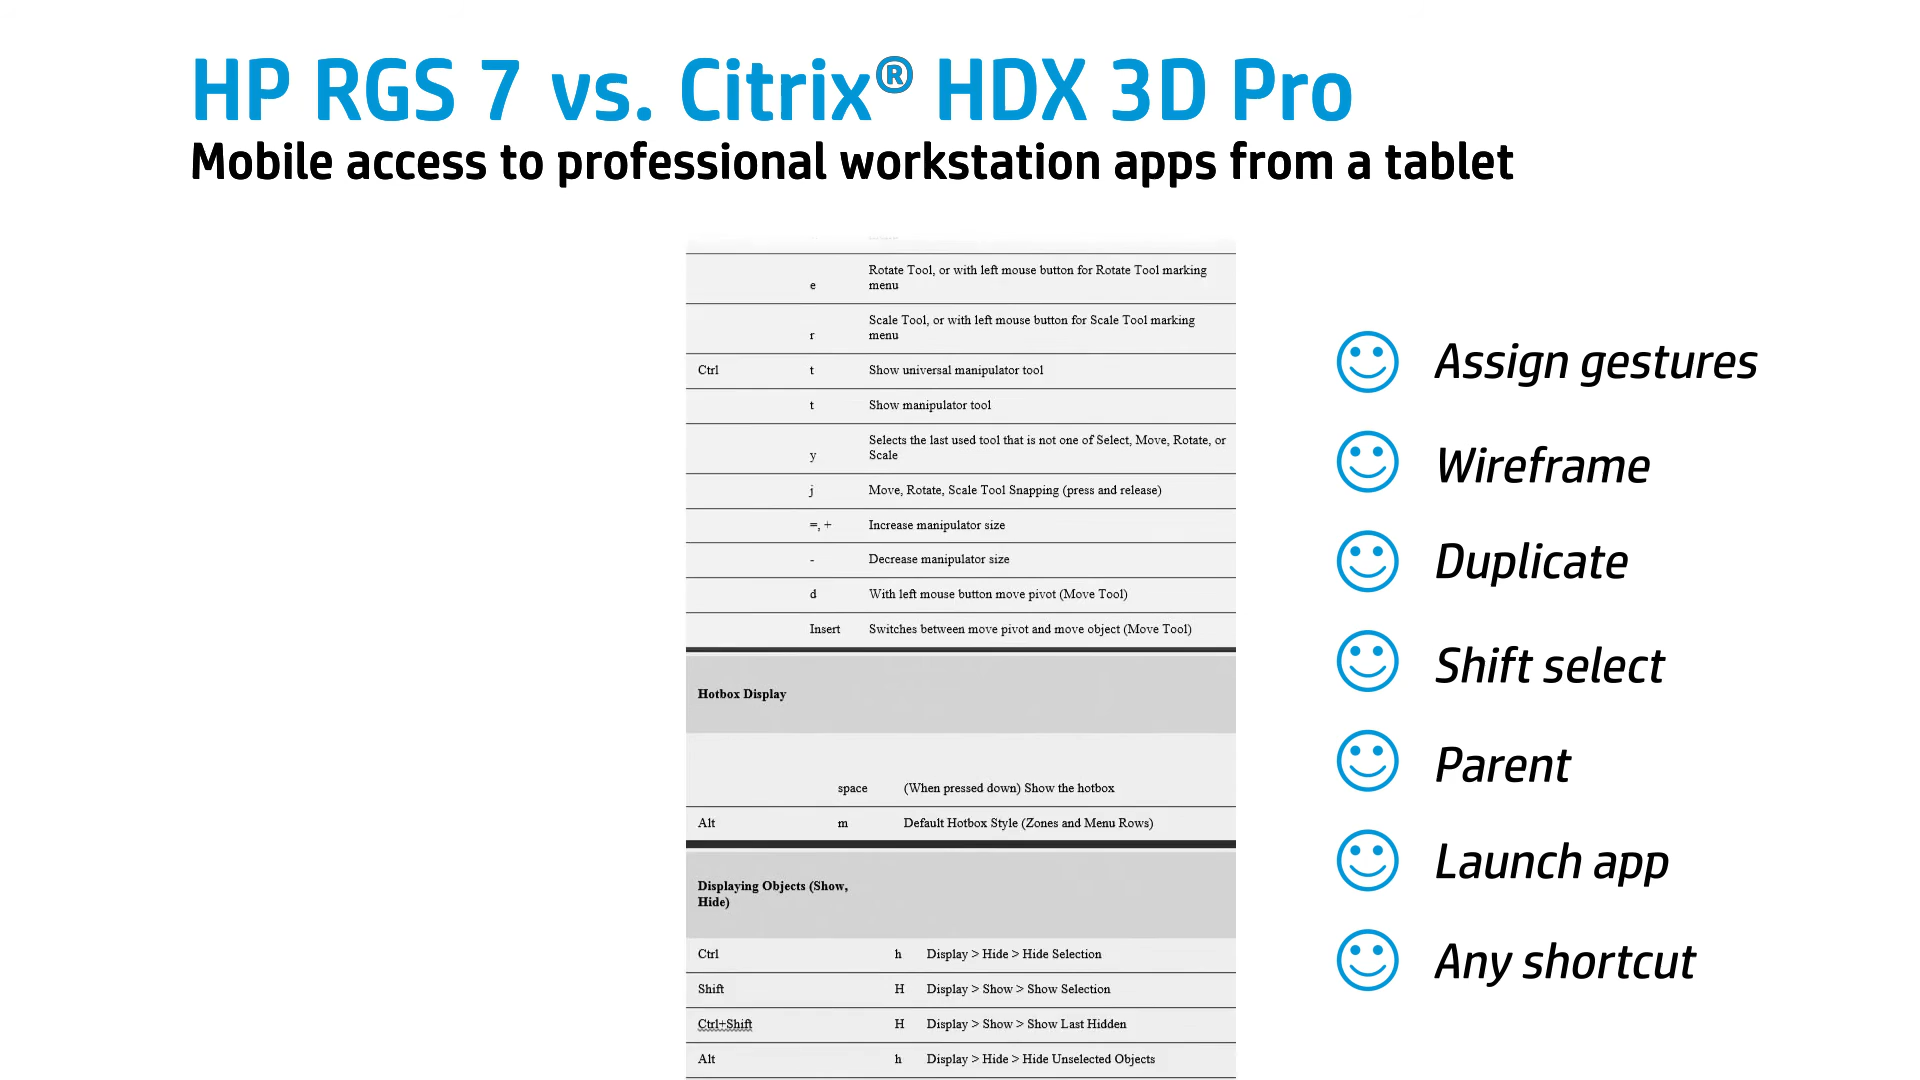 HP RGS 7 vs. Citrix® HDX 3D Pro
Mobile access to professional workstation apps from a tablet
Rotate Tool, or with left mouse button for Rotate Tool marking
e menu
Scale Tool, or with left mouse button for Scale Tool marking
r menu
Ctrl t Show universal manipulator tool
t Show manipulator tool
Selects the last used tool that is not one of Select, Move, Rotate, or
y Scale
j Move, Rotate, Scale Tool Snapping (press and release)
=, + Increase manipulator size
- Decrease manipulator size
d With left mouse button move pivot (Move Tool)
Insert Switches between move pivot and move object (Move Tool)
Hotbox Display
space (When pressed down) Show the hotbox
Alt m Default Hotbox Style (Zones and Menu Rows)
Displaying Objects (Show,
Hide)
Ctrl h Display > Hide > Hide Selection
Shift H Display > Show > Show Selection
Ctrl+Shift H Display > Show > Show Last Hidden
Alt h Display > Hide > Hide Unselected Objects
Assign gestures
Wireframe
Duplicate
Shift select
Parent
Launch app
Any shortcut